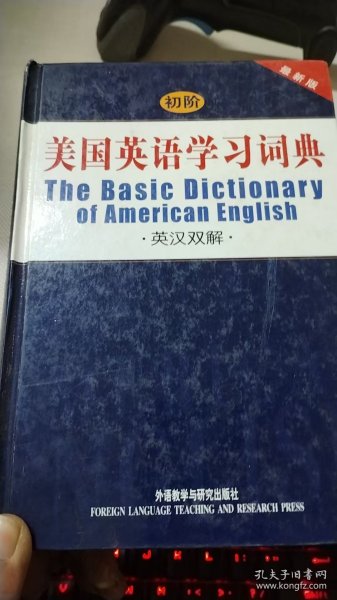 最新版
初阶
美国英语学习词典
The Basic Dictionary
of American English
·英汉双解·
外语教学与研究出版社
FOREIGN LANGUAGE TEACHING AND RESEARCH PRESS
孔夫子旧书网
www.kongfz.com